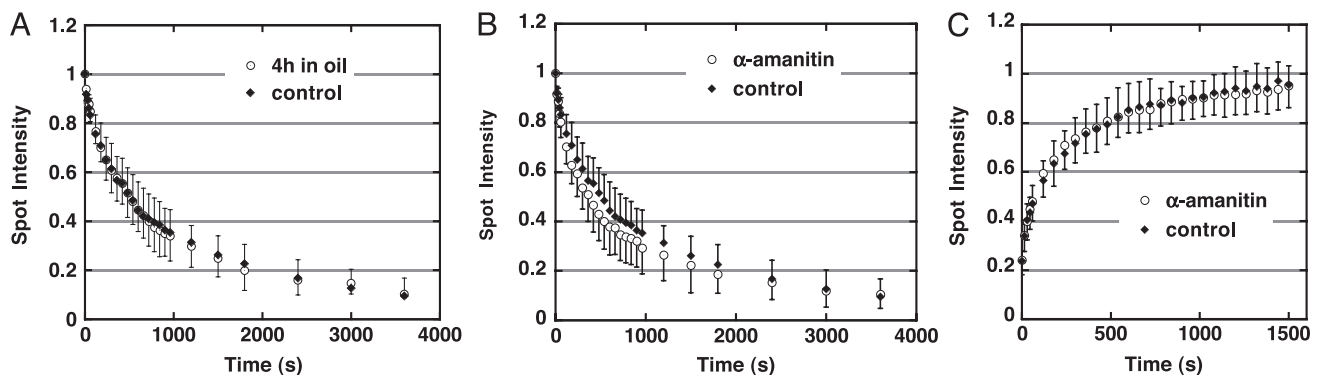 A
Spot Intensity
1.2
1
0.8
0.6
0.4
0.2
0
4h in oil
control
0 1000 2000 3000 4000
Time (s)
B
Spot Intensity
1.2
1
0.8
0.6
0.4
0.2
0
α-amanitin
control
0 1000 2000 3000 4000
Time (s)
C
Spot Intensity
1.2
1
0.8
0.6
0.4
0.2
0
α-amanitin
control
0 500 1000 1500
Time (s)